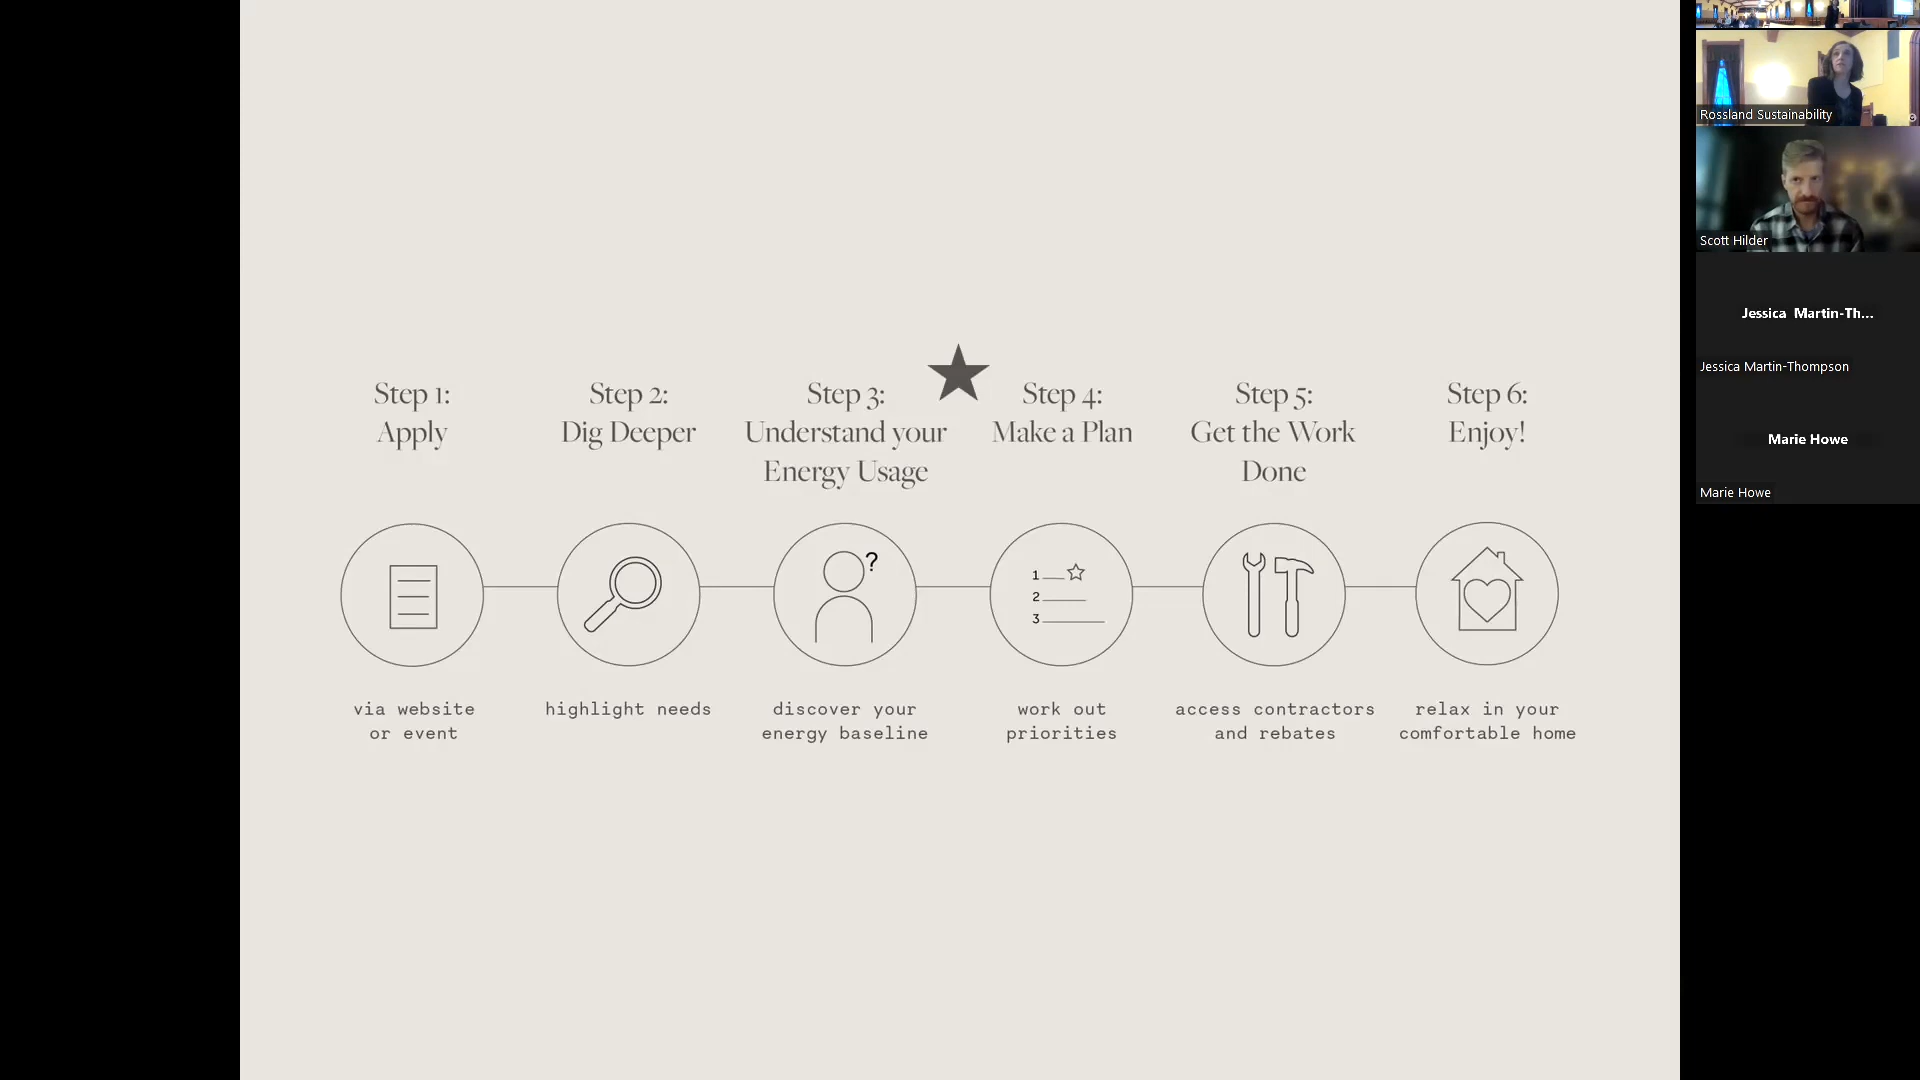 Step 1:
Apply
via website
or event
Step 2:
Dig Deeper
highlight needs
Step 3:
Understand your
Energy Usage
?
discover your
energy baseline
Step 4:
Make a Plan
1
2
3
work out
priorities
Step 5:
Get the Work
Done
access contractors
and rebates
Step 6:
Enjoy!
relax in your
comfortable home
Rossland Sustainability
Scott Hilder
Jessica Martin-Th...
Jessica Martin-Thompson
Marie Howe
Marie Howe